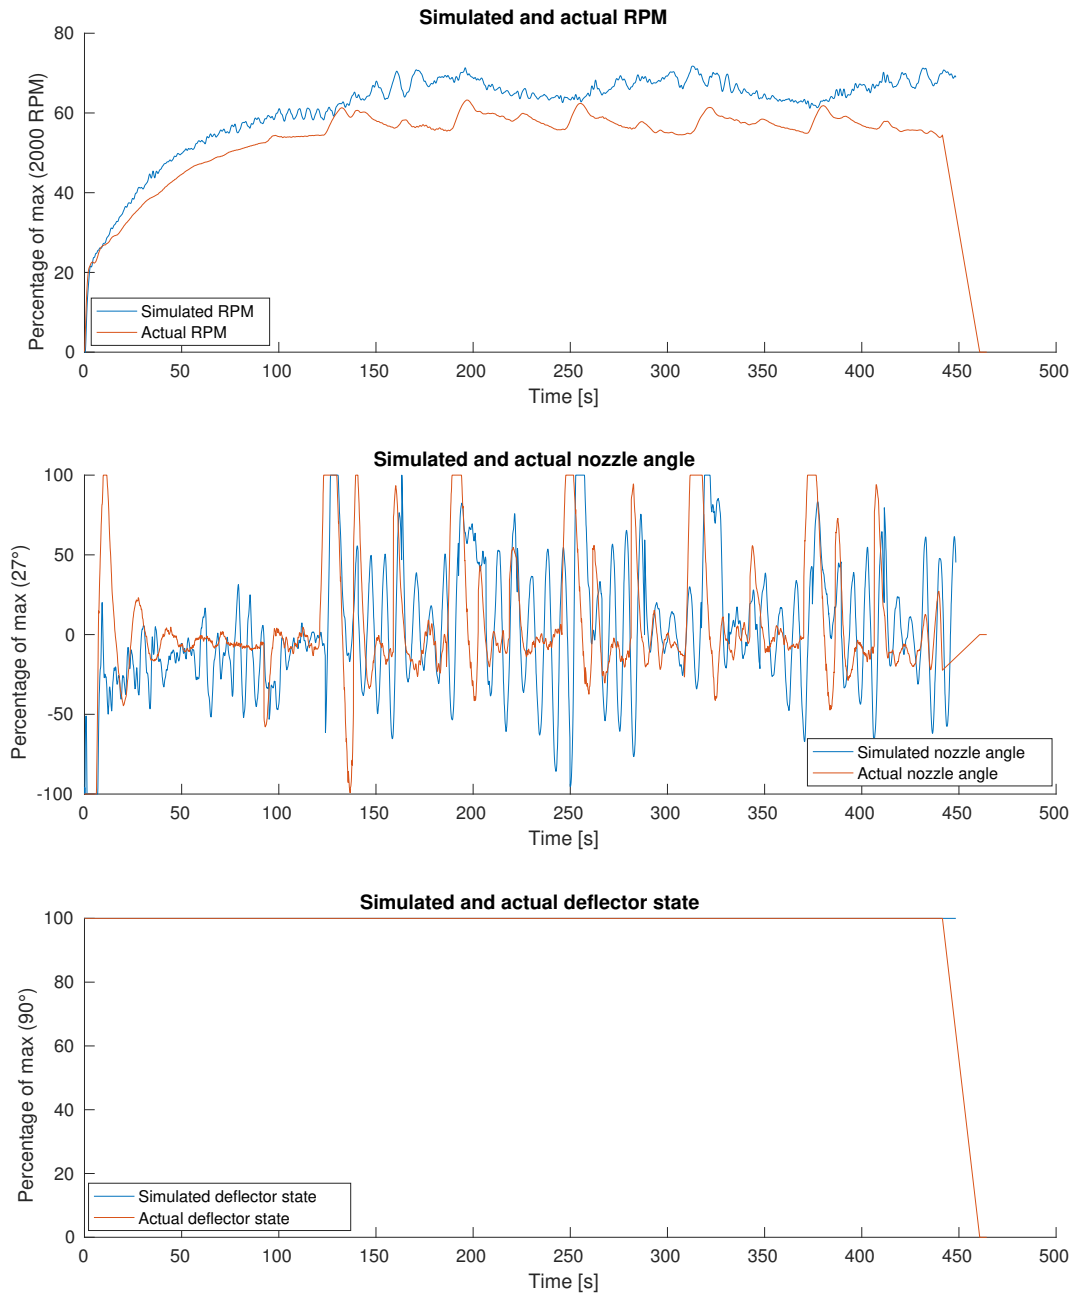 Simulated and actual RPM
Percentage of max (2000 RPM)
80
60
40
20
0
Simulated RPM
Actual RPM
0 50 100 150 200 250 300 350 400 450 500
Time [s]
Simulated and actual nozzle angle
Percentage of max (27°)
100
50
0
-50
-100
Simulated nozzle angle
Actual nozzle angle
0 50 100 150 200 250 300 350 400 450 500
Time [s]
Simulated and actual deflector state
Percentage of max (90°)
100
80
60
40
20
0
Simulated deflector state
Actual deflector state
0 50 100 150 200 250 300 350 400 450 500
Time [s]